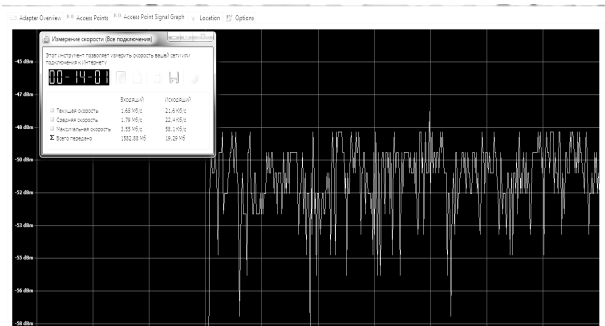 Adapter Overview Access Points Access Point Signal Graph Location Options
Измерение скорости (Все подключения)
Этот инструмент позволяет измерить скорость вашей сети или
подключения к Интернету
00-14-01
Входящий Исходящий
Текущая скорость 1.63 Мб/с 21.6 Кб/с
Средняя скорость 1.79 Мб/с 22.4 Кб/с
Максимальная скорость 3.55 Мб/с 58.1 Кб/с
Σ Всего передано 1532.88 Мб 19.29 Мб
-45 dBm
-47 dBm
-48 dBm
-50 dBm
-52 dBm
-53 dBm
-55 dBm
-56 dBm
-58 dBm